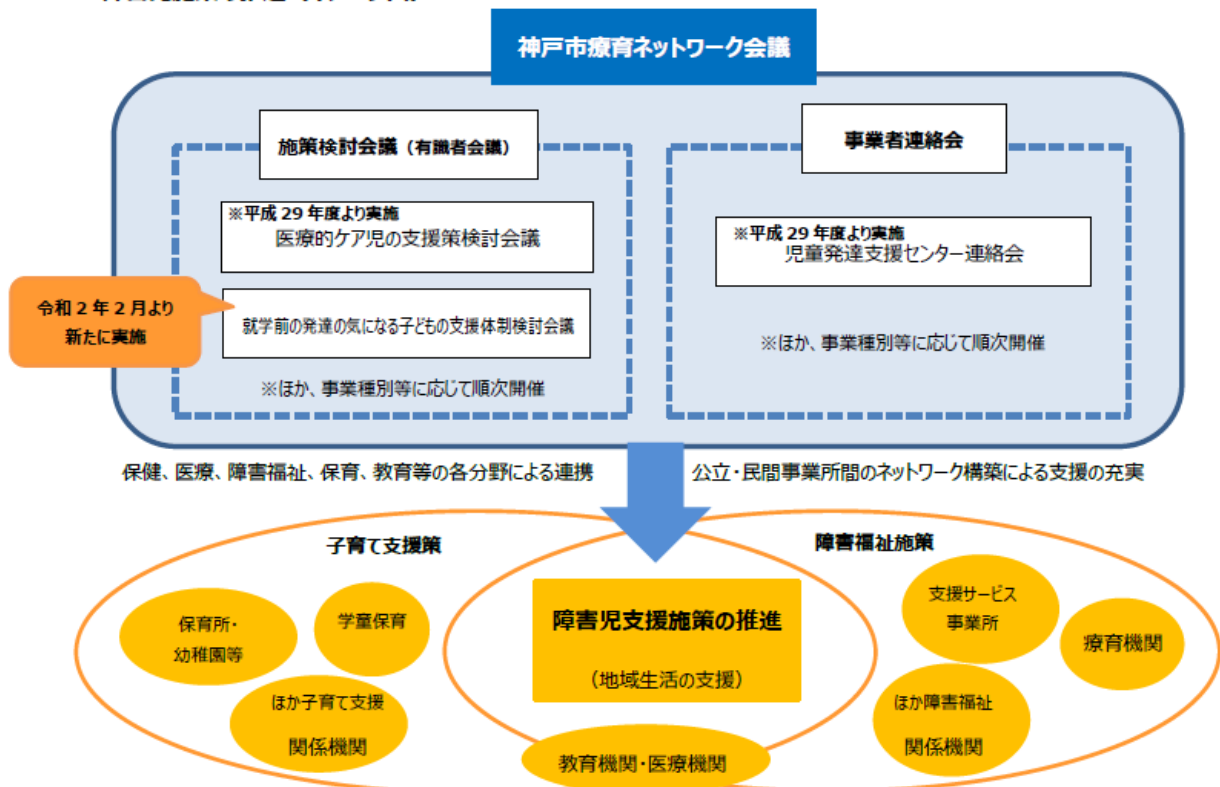 神戸市療育ネットワーク会議
施策検討会議（有識者会議）
※平成 29 年度より実施
医療的ケア児の支援策検討会議
令和 2 年 2 月より
新たに実施
就学前の発達の気になる子どもの支援体制検討会議
※ほか、事業種別等に応じて順次開催
事業者連絡会
※平成 29 年度より実施
児童発達支援センター連絡会
※ほか、事業種別等に応じて順次開催
保健、医療、障害福祉、保育、教育等の各分野による連携
公立・民間事業所間のネットワーク構築による支援の充実
子育て支援策
保育所・
幼稚園等
学童保育
ほか子育て支援
関係機関
障害児支援施策の推進
（地域生活の支援）
教育機関・医療機関
障害福祉施策
支援サービス
事業所
療育機関
ほか障害福祉
関係機関